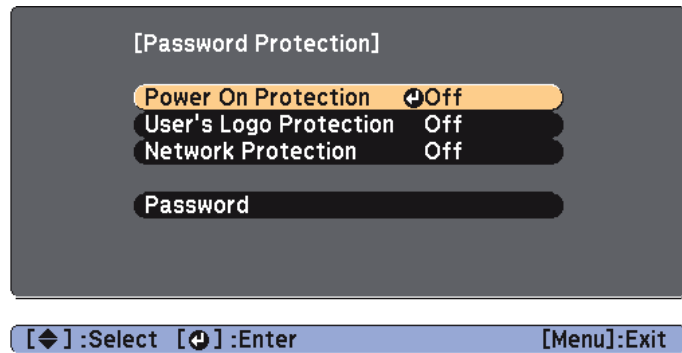 [Password Protection]
Power On Protection Off
User's Logo Protection Off
Network Protection Off
Password
[◆] :Select [⏎] :Enter [Menu]:Exit